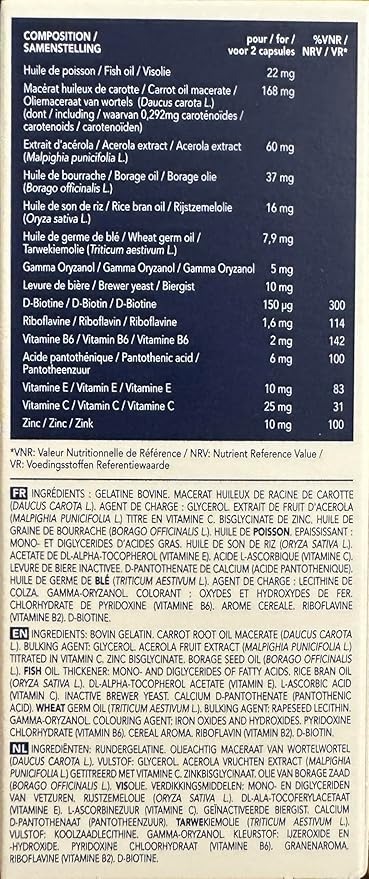 COMPOSITION / pour / for / %VNR /
SAMENSTELLING voor 2 capsules NRV / VR*
Huile de poisson / Fish oil / Visolie 22 mg
Macérat huileux de carotte / Carrot oil macerate / 168 mg
Oliemaceraat van wortels (Daucus carota L.)
(dont / including / waarvan 0,292mg caroténoïdes /
carotenoids / carotenoïden)
Extrait d'acérola / Acerola extract / Acerola extract 60 mg
(Malpighia punicifolia L.)
Huile de bourrache / Borage oil / Borage olie 37 mg
(Borago officinalis L.)
Huile de son de riz / Rice bran oil / Rijstzemelolie 16 mg
(Oryza sativa L.)
Huile de germe de blé / Wheat germ oil / 7,9 mg
Tarwekiemolie (Triticum aestivum L.)
Gamma Oryzanol / Gamma Oryzanol / Gamma Oryzanol 5 mg
Levure de bière / Brewer yeast / Biergist 10 mg
D-Biotine / D-Biotin / D-Biotine 150 µg 300
Riboflavine / Riboflavin / Riboflavine 1,6 mg 114
Vitamine B6 / Vitamin B6 / Vitamine B6 2 mg 142
Acide pantothénique / Pantothenic acid / 6 mg 100
Pantotheenzuur
Vitamine E / Vitamin E / Vitamine E 10 mg 83
Vitamine C / Vitamin C / Vitamine C 25 mg 31
Zinc / Zinc / Zink 10 mg 100
*VNR: Valeur Nutritionnelle de Référence / NRV: Nutrient Reference Value /
VR: Voedingsstoffen Referentiewaarde
FR INGRÉDIENTS : GELATINE BOVINE. MACERAT HUILEUX DE RACINE DE CAROTTE
(DAUCUS CAROTA L.). AGENT DE CHARGE : GLYCEROL. EXTRAIT DE FRUIT D'ACEROLA
(MALPIGHIA PUNICIFOLIA L.) TITRE EN VITAMINE C. BISGLYCINATE DE ZINC. HUILE DE
GRAINE DE BOURRACHE (BORAGO OFFICINALIS L.). HUILE DE POISSON. EPAISSISSANT :
MONO- ET DIGLYCERIDES D'ACIDES GRAS. HUILE DE SON DE RIZ (ORYZA SATIVA L.).
ACETATE DE DL-ALPHA-TOCOPHEROL (VITAMINE E). ACIDE L-ASCORBIQUE (VITAMINE C).
LEVURE DE BIERE INACTIVEE. D-PANTOTHENATE DE CALCIUM (ACIDE PANTOTHENIQUE).
HUILE DE GERME DE BLÉ (TRITICUM AESTIVUM L.). AGENT DE CHARGE : LECITHINE DE
COLZA. GAMMA-ORYZANOL. COLORANT : OXYDES ET HYDROXYDES DE FER.
CHLORHYDRATE DE PYRIDOXINE (VITAMINE B6). AROME CEREALE. RIBOFLAVINE
(VITAMINE B2). D-BIOTINE.
EN INGREDIENTS: BOVIN GELATIN. CARROT ROOT OIL MACERATE (DAUCUS CAROTA
L.). BULKING AGENT: GLYCEROL. ACEROLA FRUIT EXTRACT (MALPIGHIA PUNICIFOLIA L.)
TITRATED IN VITAMIN C. ZINC BISGLYCINATE. BORAGE SEED OIL (BORAGO OFFICINALIS
L.). FISH OIL. THICKENER: MONO- AND DIGLYCERIDES OF FATTY ACIDS. RICE BRAN OIL
(ORYZA SATIVA L.). DL-ALPHA-TOCOPHEROL ACETATE (VITAMIN E). L-ASCORBIC ACID
(VITAMIN C). INACTIVE BREWER YEAST. CALCIUM D-PANTOTHENATE (PANTOTHENIC
ACID). WHEAT GERM OIL (TRITICUM AESTIVUM L.). BULKING AGENT: RAPESEED LECITHIN.
GAMMA-ORYZANOL. COLOURING AGENT: IRON OXIDES AND HYDROXIDES. PYRIDOXINE
CHLORHYDRATE (VITAMIN B6). CEREAL AROMA. RIBOFLAVIN (VITAMIN B2). D-BIOTIN.
NL INGREDIËNTEN: RUNDERGELATINE. OLIEACHTIG MACERAAT VAN WORTELWORTEL
(DAUCUS CAROTA L.). VULSTOF: GLYCEROL. ACEROLA VRUCHTEN EXTRACT (MALPIGHIA
PUNICIFOLIA L.) GETITREERD MET VITAMINE C. ZINKBISGLYCINAAT. OLIE VAN BORAGE ZAAD
(BORAGO OFFICINALIS L.). VISOLIE. VERDIKKINGSMIDDELEN: MONO- EN DIGLYCERIDEN
VAN VETZUREN. RIJSTZEMELOLIE (ORYZA SATIVA L.). DL-ALA-TOCOFERYLACETAAT
(VITAMINE E). L-ASCORBINEZUUR (VITAMINE C). GEÏNACTIVEERDE BIERGIST. CALCIUM
D-PANTOTHENAAT (PANTOTHEENZUUR). TARWEKIEMOLIE (TRITICUM AESTIVUM L.).
VULSTOF: KOOLZAADLECITHINE. GAMMA-ORYZANOL. KLEURSTOF: IJZEROXIDE EN
-HYDROXIDE. PYRIDOXINE CHLOORHYDRAAT (VITAMINE B6). GRANENAROMA.
RIBOFLAVINE (VITAMINE B2). D-BIOTINE.